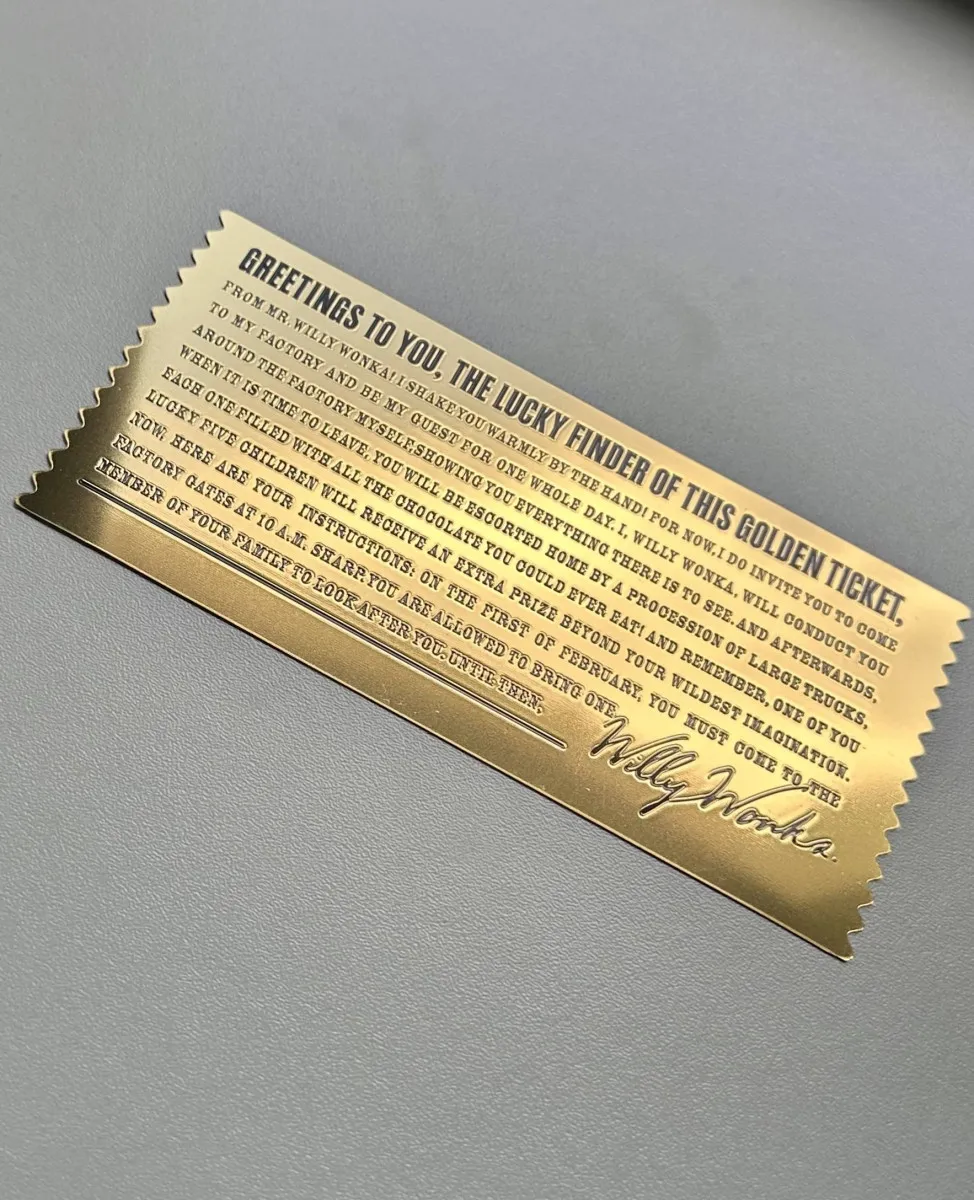 GREETINGS TO YOU, THE LUCKY FINDER OF THIS GOLDEN TICKET,
FROM MR. WILLY WONKA! I SHAKE YOU WARMLY BY THE HAND! FOR NOW, I DO INVITE YOU TO COME
TO MY FACTORY AND BE MY GUEST FOR ONE WHOLE DAY. I, WILLY WONKA, WILL CONDUCT YOU
AROUND THE FACTORY MYSELF, SHOWING YOU EVERYTHING THERE IS TO SEE. AND AFTERWARDS,
WHEN IT IS TIME TO LEAVE, YOU WILL BE ESCORTED HOME BY A PROCESSION OF LARGE TRUCKS,
EACH ONE FILLED WITH ALL THE CHOCOLATE YOU COULD EVER EAT! AND REMEMBER, ONE OF YOU
LUCKY FIVE CHILDREN WILL RECEIVE AN EXTRA PRIZE BEYOND YOUR WILDEST IMAGINATION.
NOW, HERE ARE YOUR INSTRUCTIONS: ON THE FIRST OF FEBRUARY, YOU MUST COME TO THE
FACTORY GATES AT 10 A.M. SHARP. YOU ARE ALLOWED TO BRING ONE
MEMBER OF YOUR FAMILY TO LOOK AFTER YOU. UNTIL THEN,
Willy Wonka.